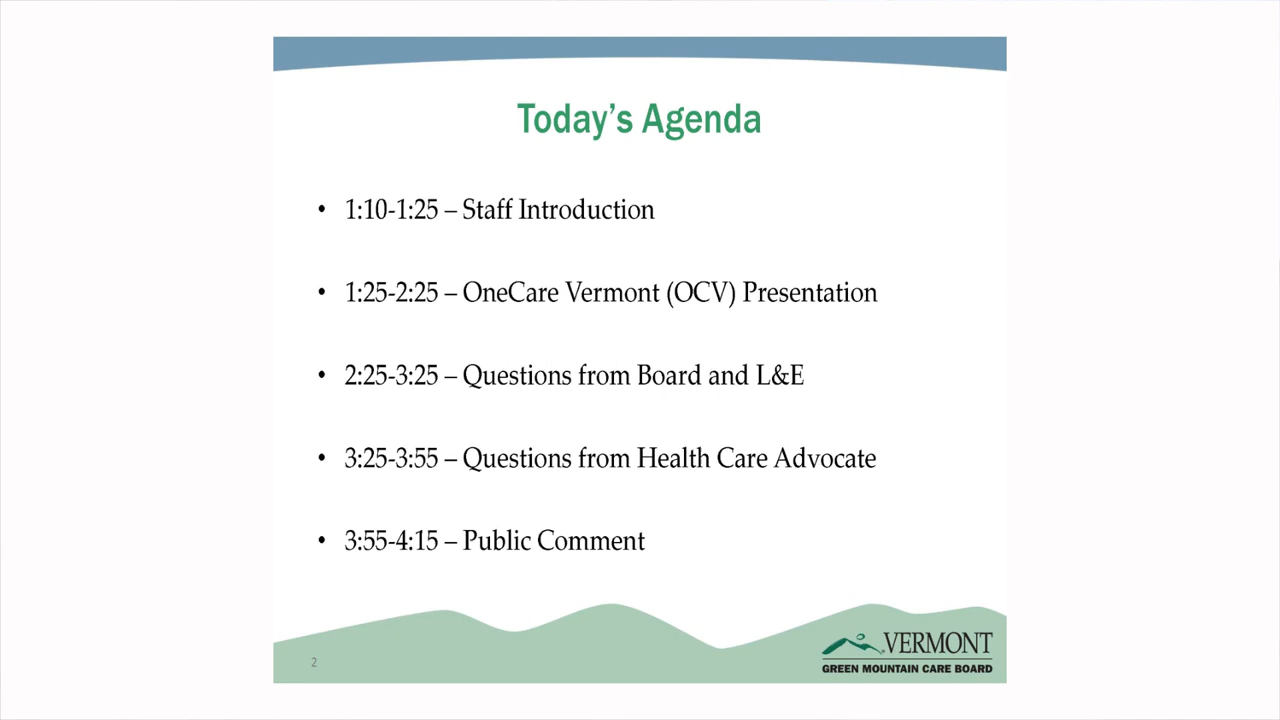 Today's Agenda
• 1:10-1:25 – Staff Introduction
• 1:25-2:25 – OneCare Vermont (OCV) Presentation
• 2:25-3:25 – Questions from Board and L&E
• 3:25-3:55 – Questions from Health Care Advocate
• 3:55-4:15 – Public Comment
2
VERMONT
GREEN MOUNTAIN CARE BOARD